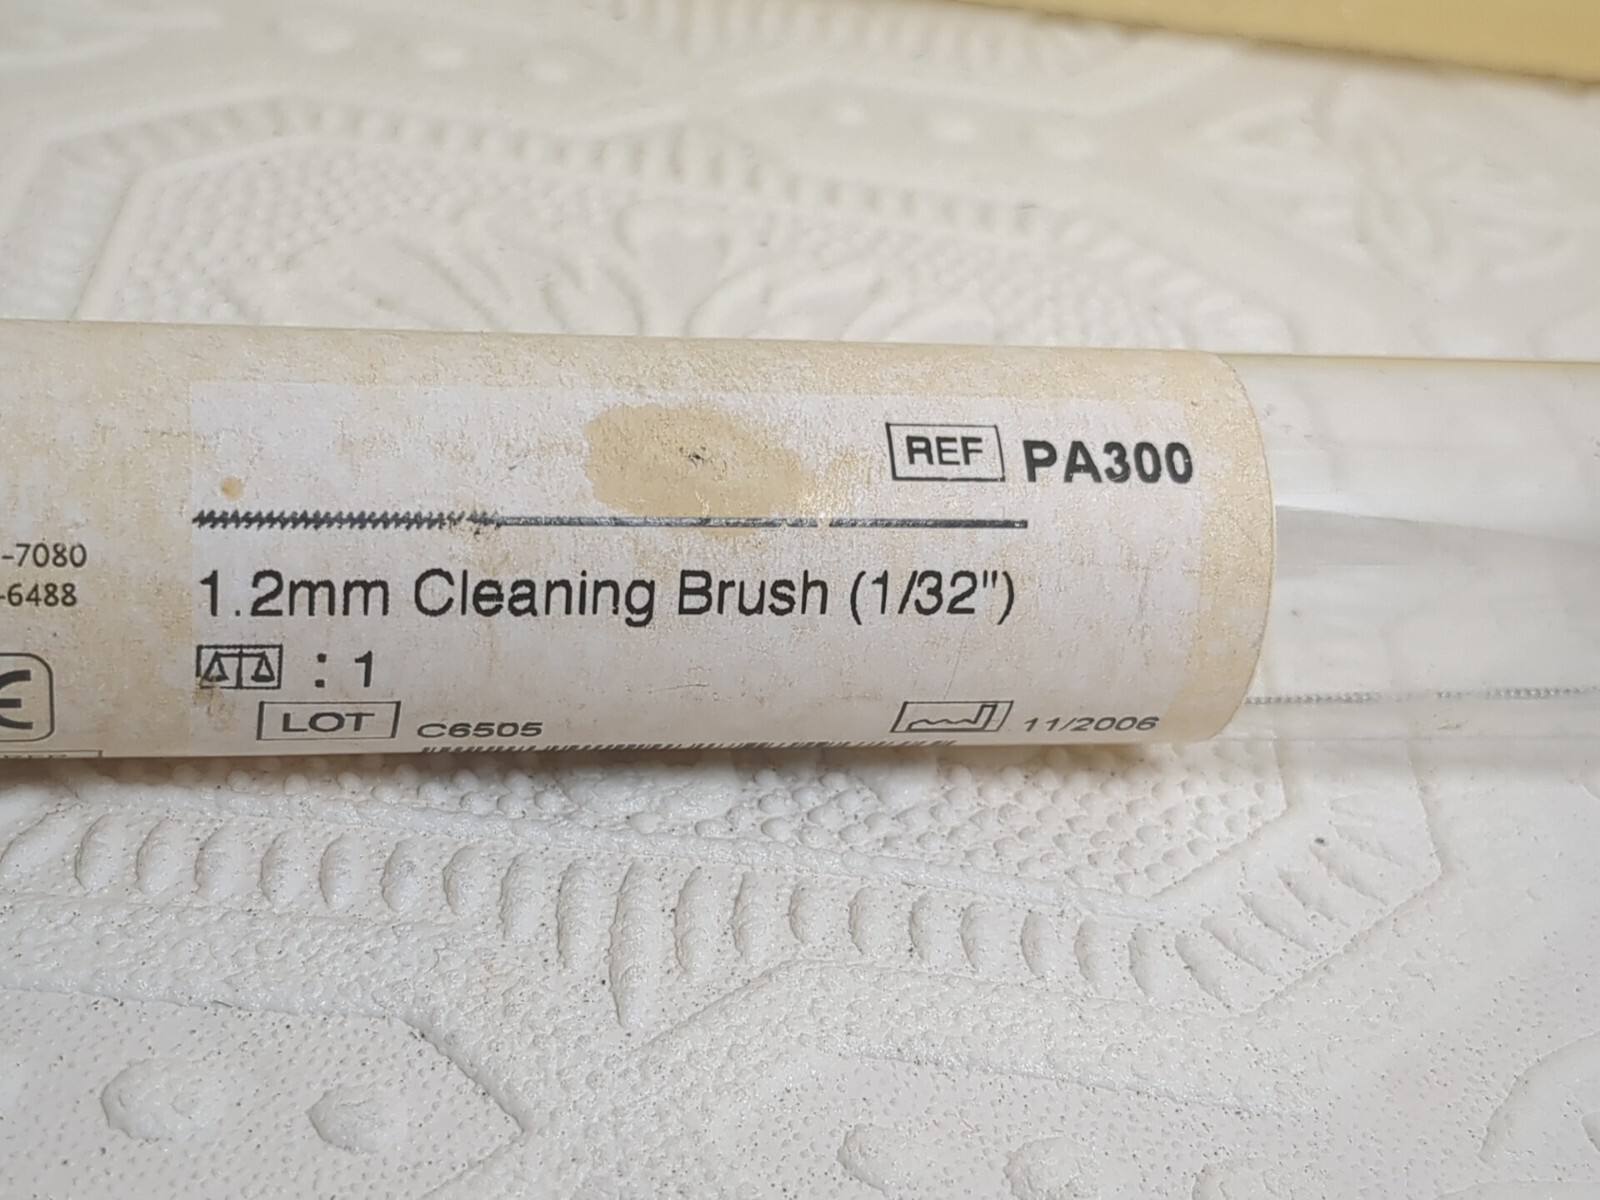 REF PA300
-7080
-6488
1.2mm Cleaning Brush (1/32")
: 1
LOT C6505
11/2006